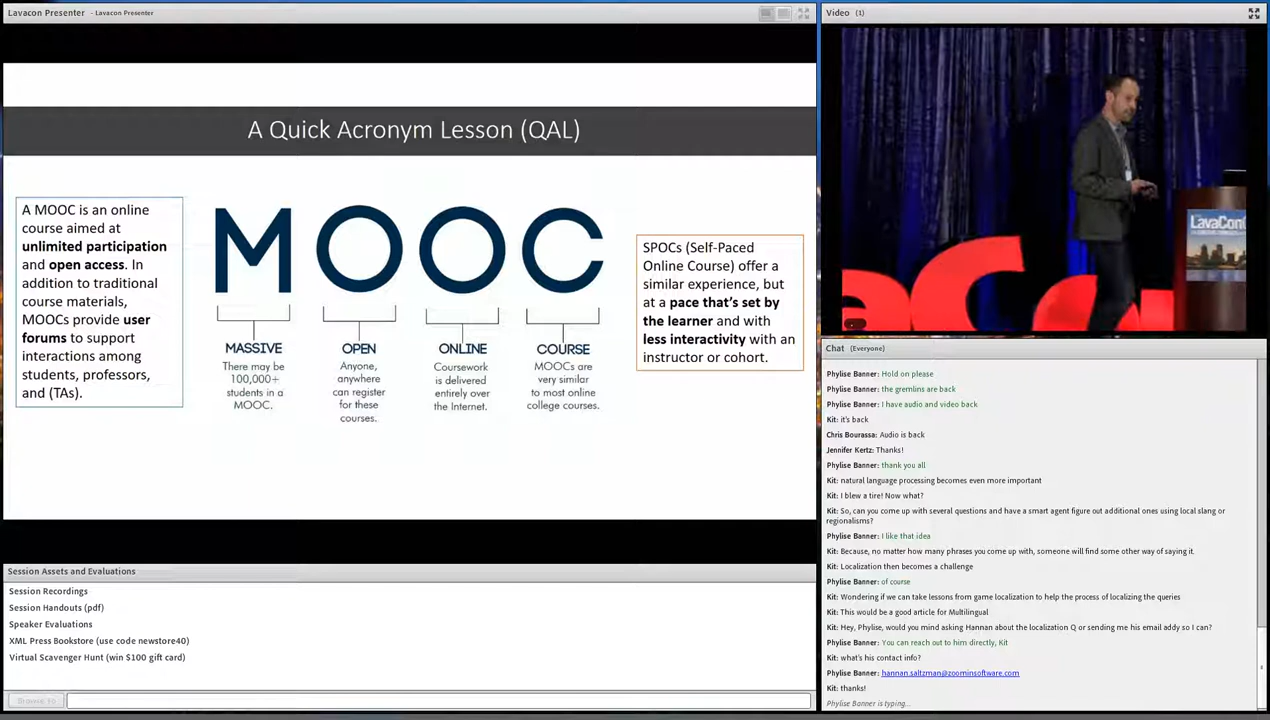 Lavacon Presenter - Lavacon Presenter
A Quick Acronym Lesson (QAL)
A MOOC is an online
course aimed at
unlimited participation
and open access. In
addition to traditional
course materials,
MOOCs provide user
forums to support
interactions among
students, professors,
and (TAs).
MOOC
MASSIVE
There may be
100,000+
students in a
MOOC.
OPEN
Anyone,
anywhere
can register
for these
courses.
ONLINE
Coursework
is delivered
entirely over
the Internet.
COURSE
MOOCs are
very similar
to most online
college courses.
SPOCs (Self-Paced
Online Course) offer a
similar experience, but
at a pace that's set by
the learner and with
less interactivity with an
instructor or cohort.
Session Assets and Evaluations
Session Recordings
Session Handouts (pdf)
Speaker Evaluations
XML Press Bookstore (use code newstore40)
Virtual Scavenger Hunt (win $100 gift card)
Browse To
Video (1)
LavaCon
Chat (Everyone)
Phylise Banner: Hold on please
Phylise Banner: the gremlins are back
Phylise Banner: I have audio and video back
Kit: it's back
Chris Bourassa: Audio is back
Jennifer Kertz: Thanks!
Phylise Banner: thank you all
Kit: natural language processing becomes even more important
Kit: I blew a tire! Now what?
Kit: So, can you come up with several questions and have a smart agent figure out additional ones using local slang or
regionalisms?
Phylise Banner: I like that idea
Kit: Because, no matter how many phrases you come up with, someone will find some other way of saying it.
Kit: Localization then becomes a challenge
Phylise Banner: of course
Kit: Wondering if we can take lessons from game localization to help the process of localizing the queries
Kit: This would be a good article for Multilingual
Kit: Hey, Phylise, would you mind asking Hannan about the localization Q or sending me his email addy so I can?
Phylise Banner: You can reach out to him directly, Kit
Kit: what's his contact info?
Phylise Banner: hannan.saltzman@zoominsoftware.com
Kit: thanks!
Phylise Banner is typing...